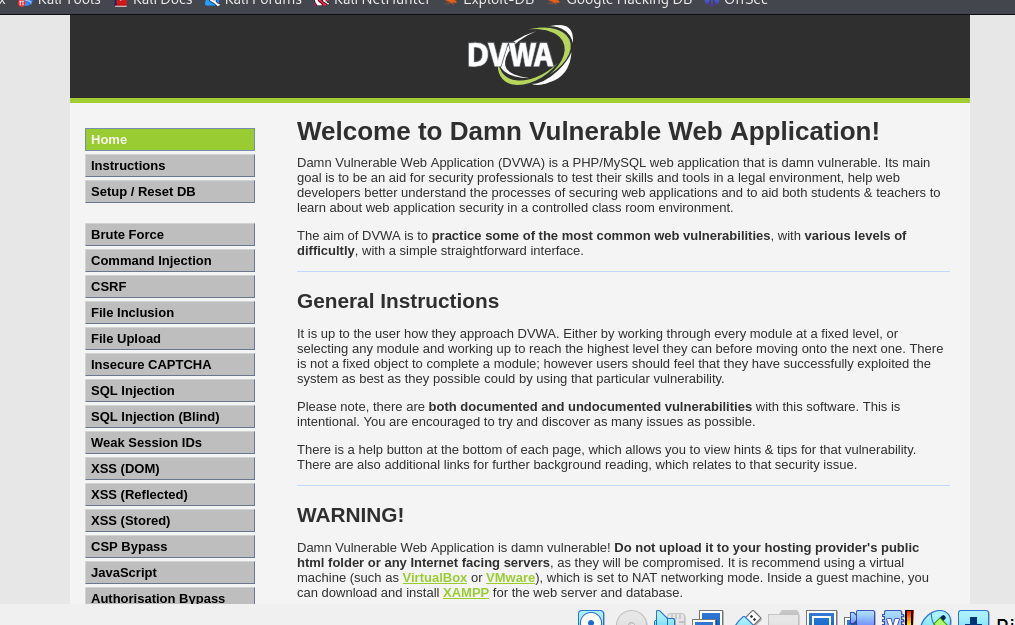 Kali Tools Kali Docs Kali Forums Kali NetHunter Exploit-DB Google Hacking DB OffSec
DVWA
Home
Instructions
Setup / Reset DB
Brute Force
Command Injection
CSRF
File Inclusion
File Upload
Insecure CAPTCHA
SQL Injection
SQL Injection (Blind)
Weak Session IDs
XSS (DOM)
XSS (Reflected)
XSS (Stored)
CSP Bypass
JavaScript
Authorisation Bypass
Welcome to Damn Vulnerable Web Application!
Damn Vulnerable Web Application (DVWA) is a PHP/MySQL web application that is damn vulnerable. Its main
goal is to be an aid for security professionals to test their skills and tools in a legal environment, help web
developers better understand the processes of securing web applications and to aid both students & teachers to
learn about web application security in a controlled class room environment.
The aim of DVWA is to practice some of the most common web vulnerabilities, with various levels of
difficultly, with a simple straightforward interface.
General Instructions
It is up to the user how they approach DVWA. Either by working through every module at a fixed level, or
selecting any module and working up to reach the highest level they can before moving onto the next one. There
is not a fixed object to complete a module; however users should feel that they have successfully exploited the
system as best as they possible could by using that particular vulnerability.
Please note, there are both documented and undocumented vulnerabilities with this software. This is
intentional. You are encouraged to try and discover as many issues as possible.
There is a help button at the bottom of each page, which allows you to view hints & tips for that vulnerability.
There are also additional links for further background reading, which relates to that security issue.
WARNING!
Damn Vulnerable Web Application is damn vulnerable! Do not upload it to your hosting provider's public
html folder or any Internet facing servers, as they will be compromised. It is recommend using a virtual
machine (such as VirtualBox or VMware), which is set to NAT networking mode. Inside a guest machine, you
can download and install XAMPP for the web server and database.